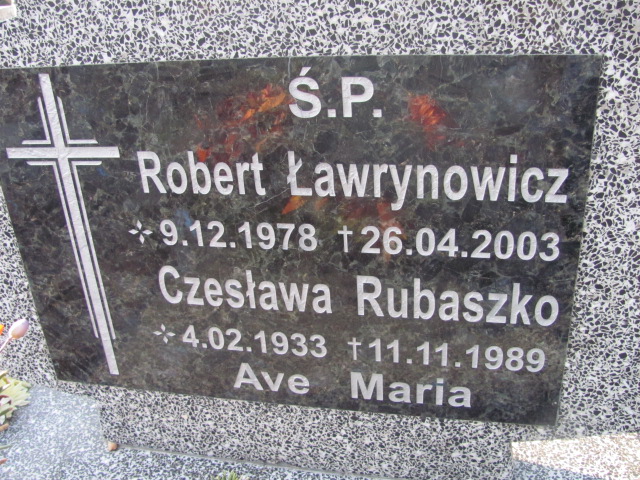 Ś.P.
Robert Ławrynowicz
✢ 9.12.1978 † 26.04.2003
Czesława Rubaszko
✢ 4.02.1933 † 11.11.1989
Ave Maria